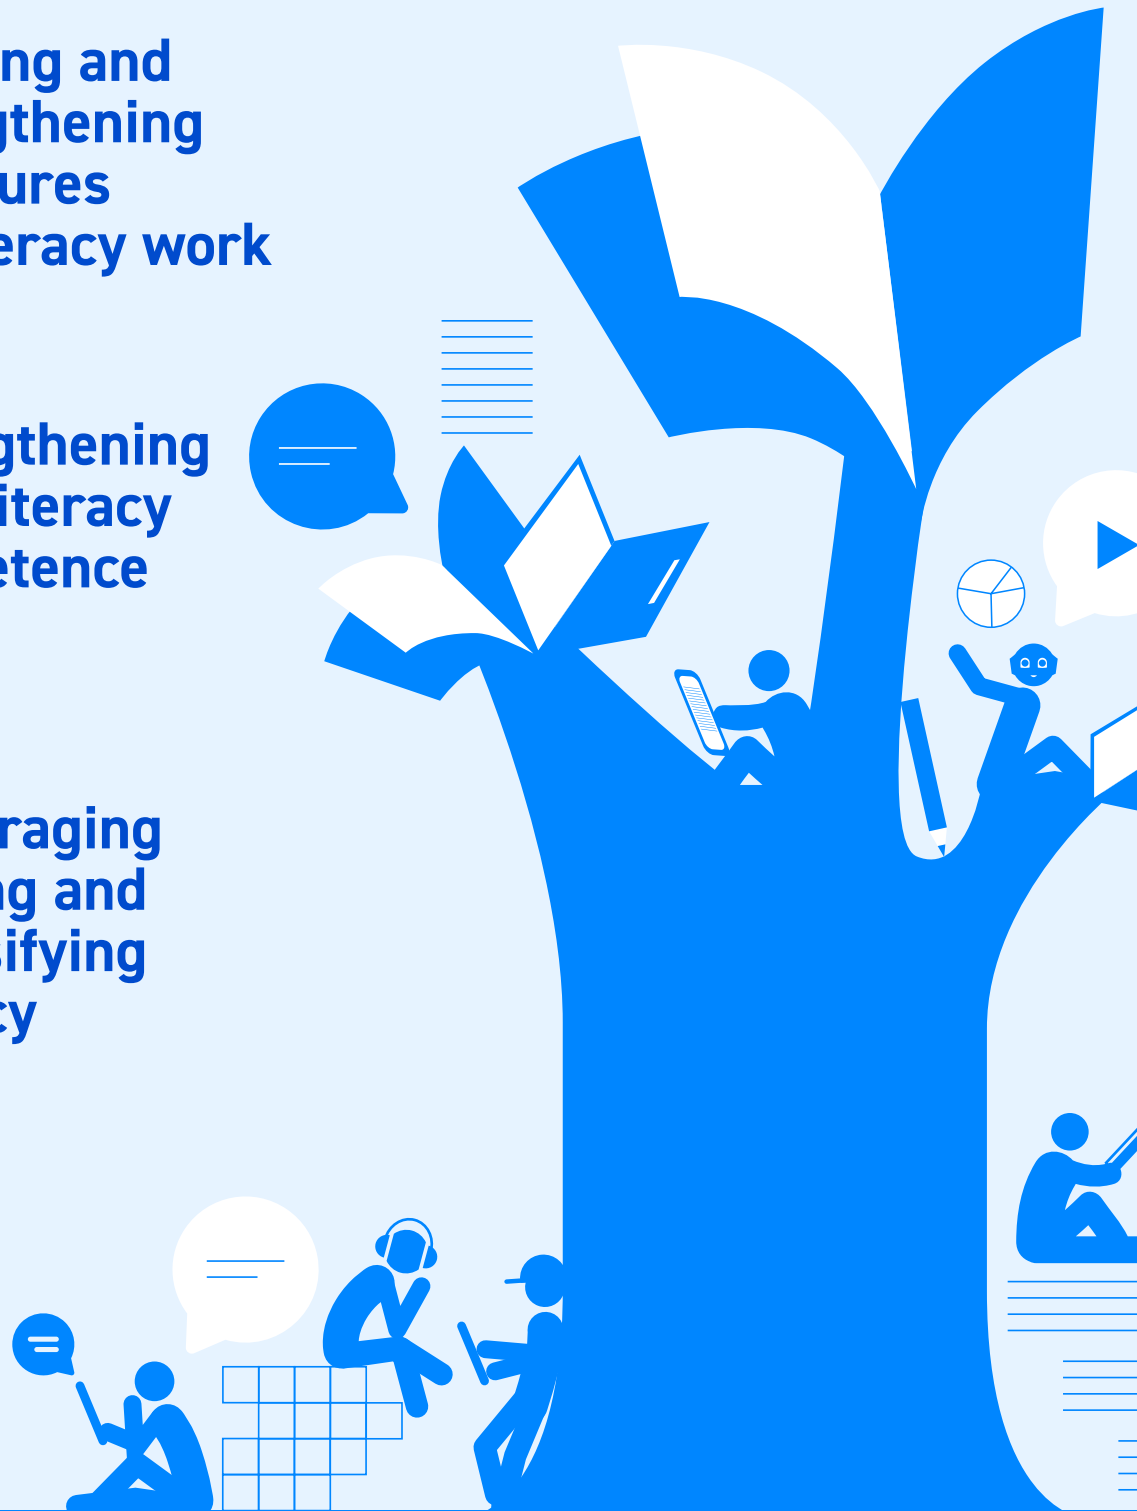 ng and
gthening
ures
eracy work
gthening
iteracy
etence
raging
ng and
sifying
cy